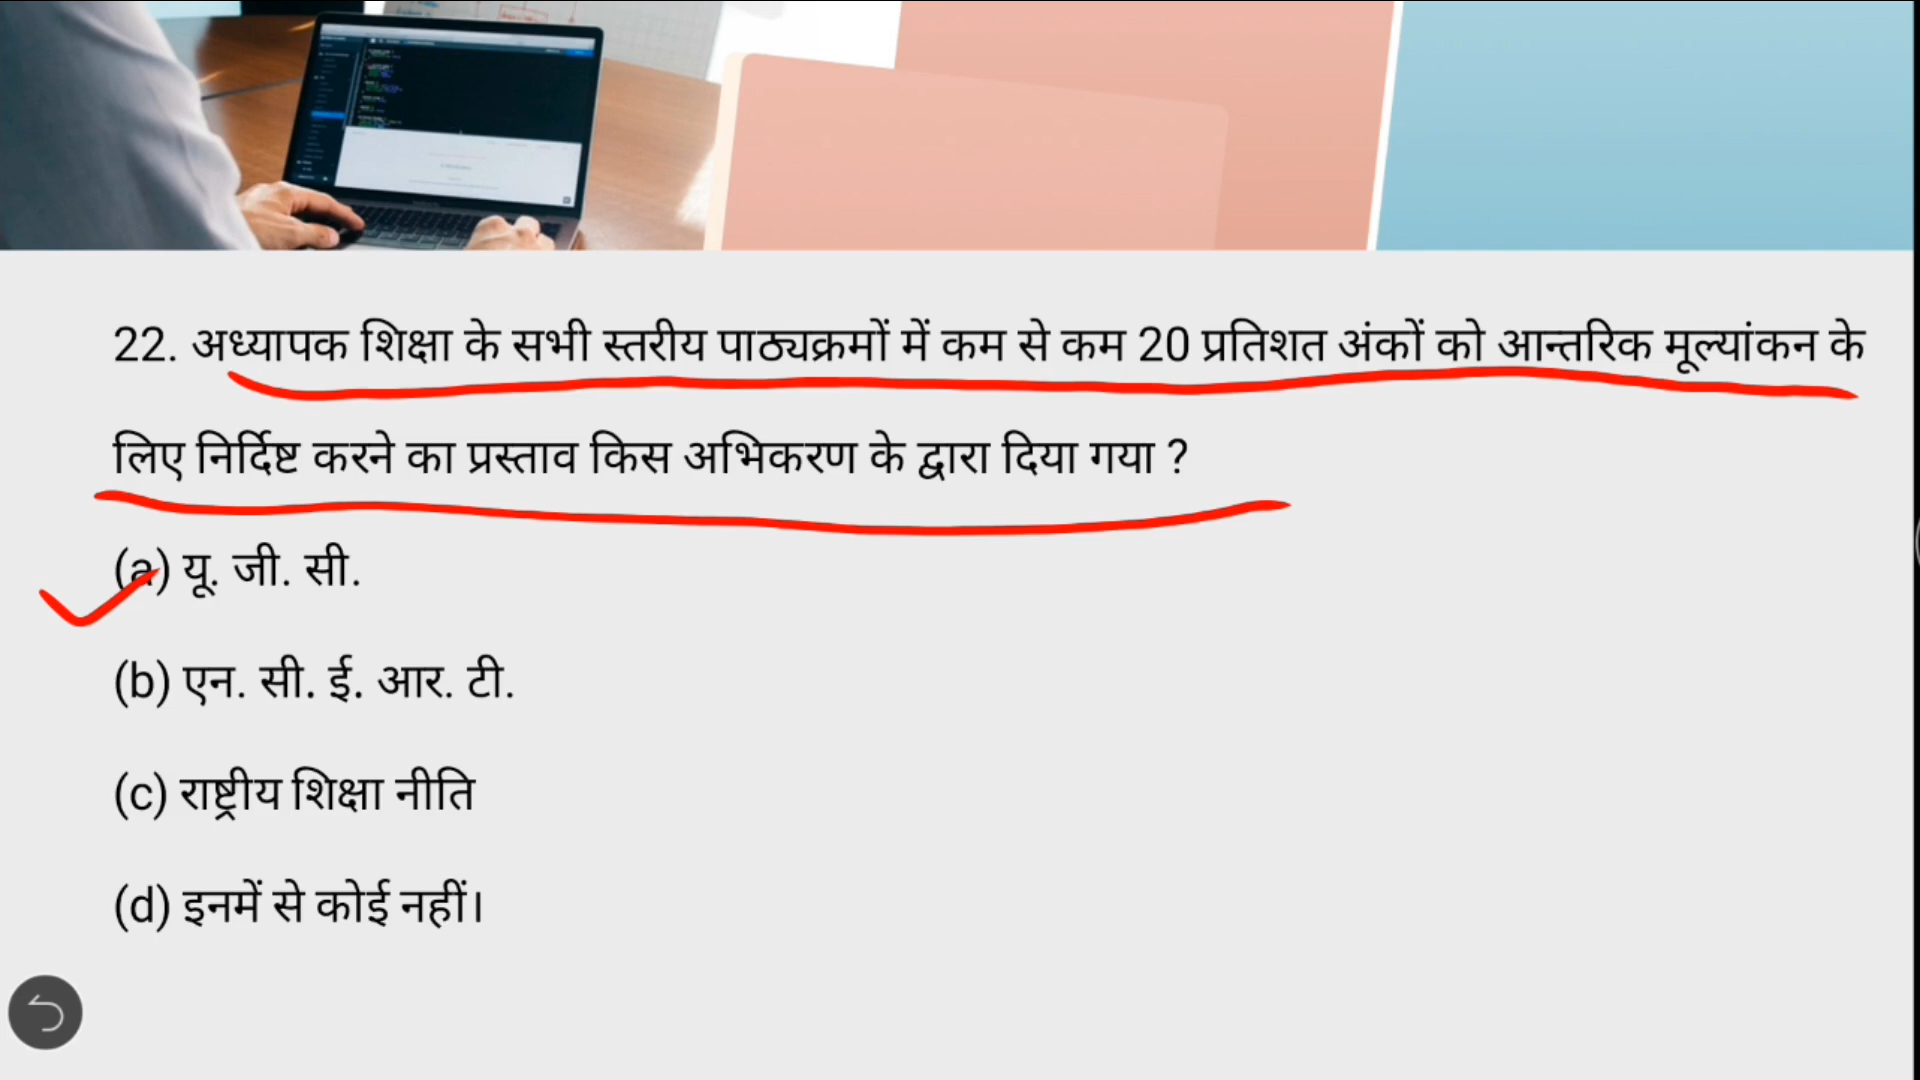 22. अध्यापक शिक्षा के सभी स्तरीय पाठ्यक्रमों में कम से कम 20 प्रतिशत अंकों को आन्तरिक मूल्यांकन के
लिए निर्दिष्ट करने का प्रस्ताव किस अभिकरण के द्वारा दिया गया ?
(a) यू. जी. सी.
(b) एन. सी. ई. आर. टी.
(c) राष्ट्रीय शिक्षा नीति
(d) इनमें से कोई नहीं।